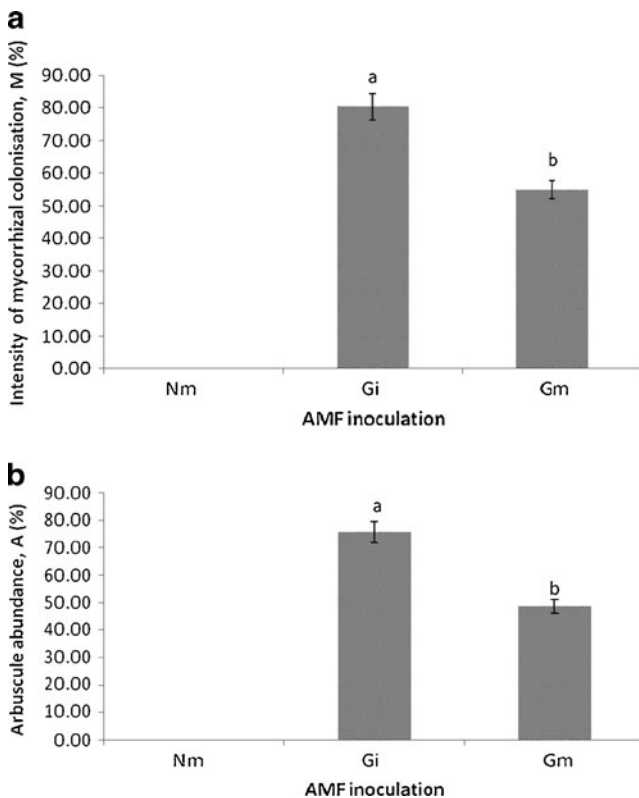 a
Intensity of mycorrhizal colonisation, M (%)
90.00
80.00
70.00
60.00
50.00
40.00
30.00
20.00
10.00
0.00
a
b
Nm Gi Gm
AMF inoculation
b
Arbuscule abundance, A (%)
90.00
80.00
70.00
60.00
50.00
40.00
30.00
20.00
10.00
0.00
a
b
Nm Gi Gm
AMF inoculation